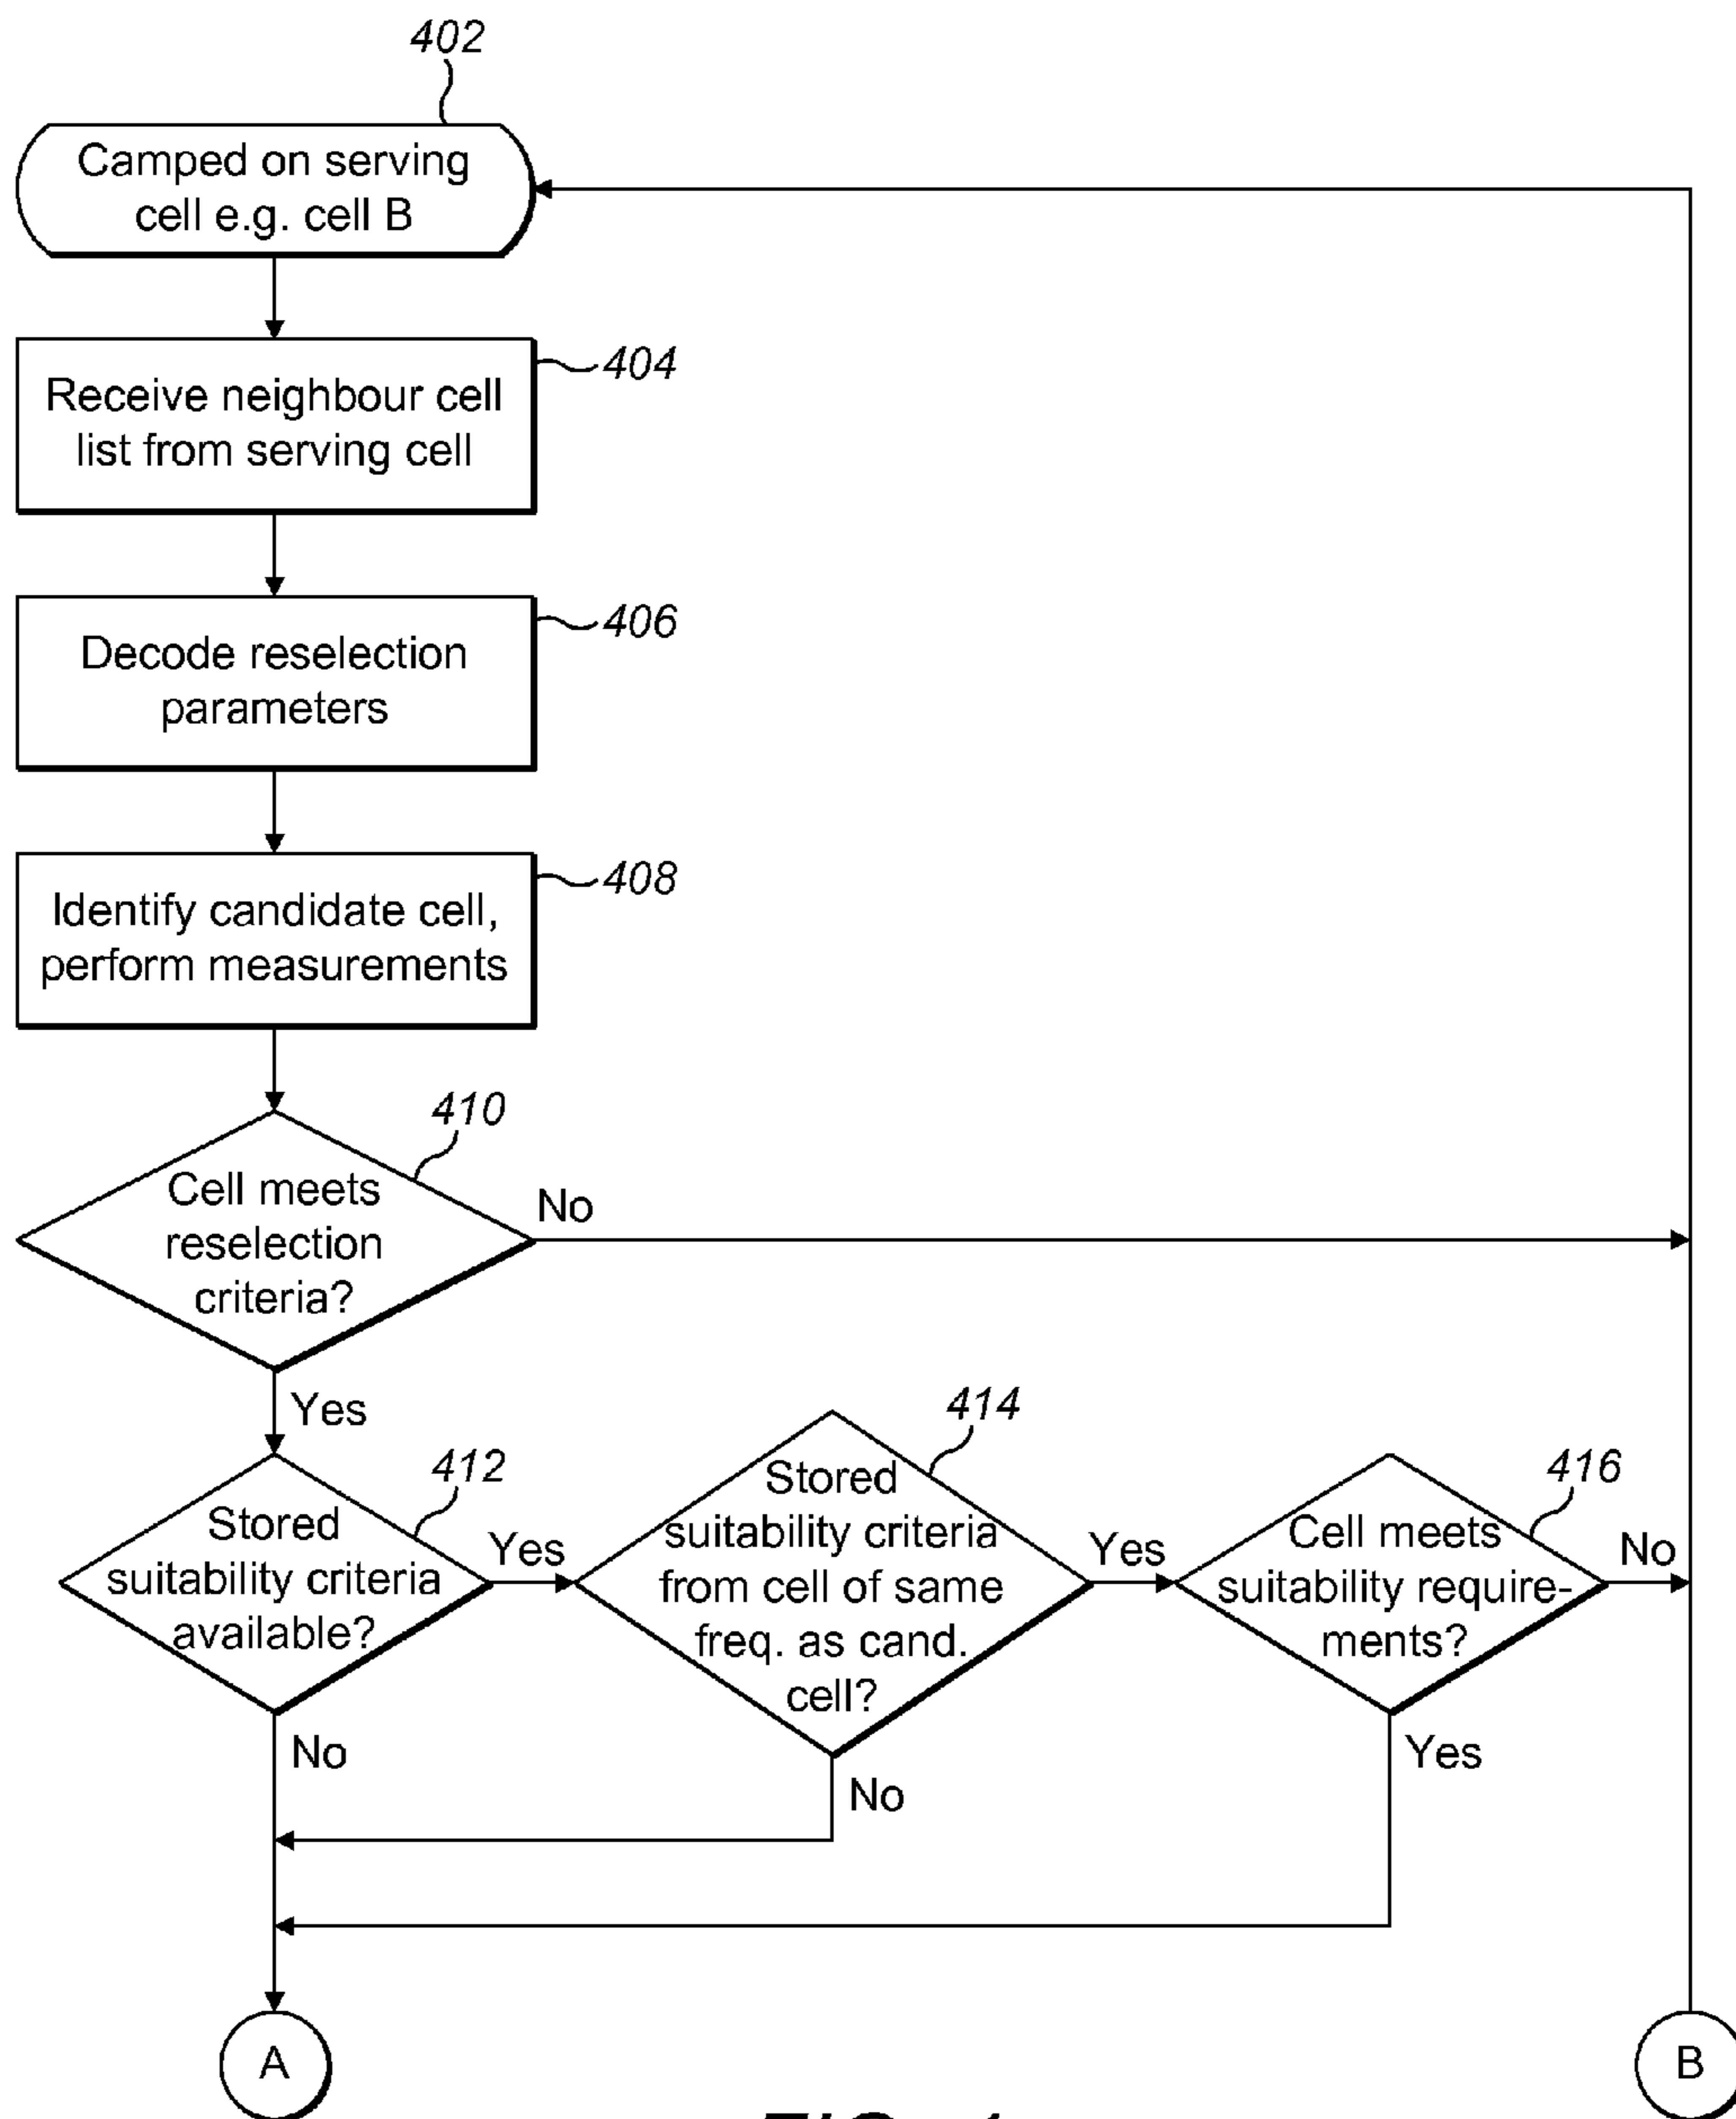 402
Camped on serving
cell e.g. cell B
404
Receive neighbour cell
list from serving cell
406
Decode reselection
parameters
408
Identify candidate cell,
perform measurements
410
Cell meets
reselection
criteria?
No
Yes
412
Stored
suitability criteria
available?
Yes
No
414
Stored
suitability criteria
from cell of same
freq. as cand.
cell?
Yes
No
416
Cell meets
suitability require-
ments?
No
Yes
A
B